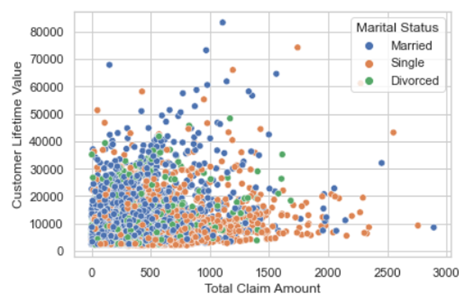 Marital Status
Married
Single
Divorced
80000
70000
60000
50000
40000
30000
20000
10000
0
Customer Lifetime Value
0 500 1000 1500 2000 2500 3000
Total Claim Amount